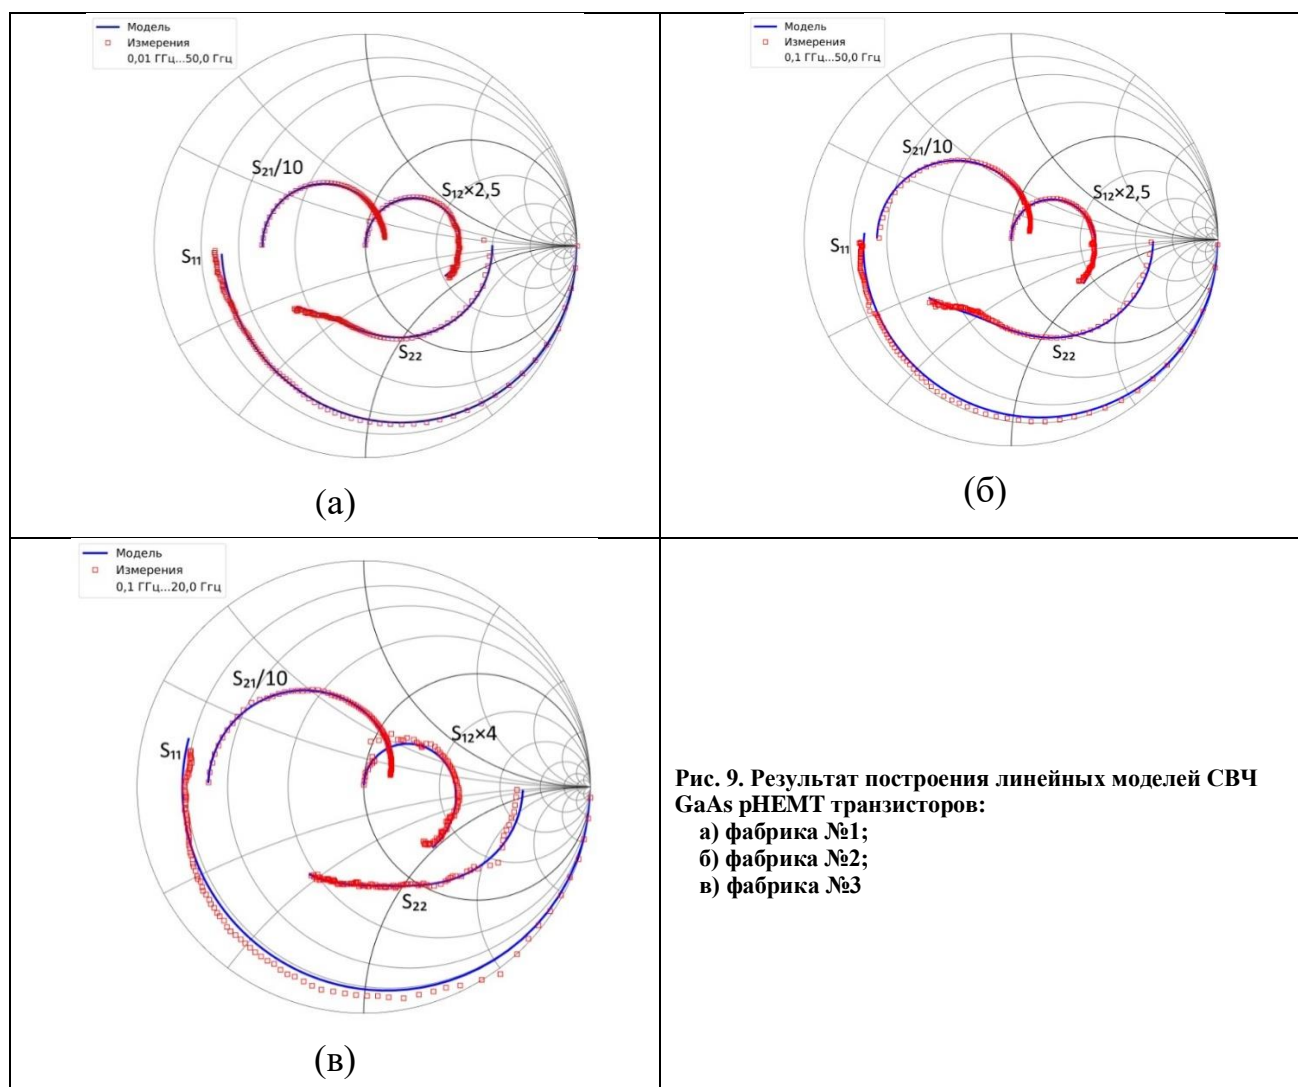 Модель
Измерения
0,01 ГГц...50,0 Ггц
S₂₁/10
S₁₂×2,5
S₁₁
S₂₂
(а)
Модель
Измерения
0,1 ГГц...50,0 Ггц
S₂₁/10
S₁₂×2,5
S₁₁
S₂₂
(б)
Модель
Измерения
0,1 ГГц...20,0 Ггц
S₂₁/10
S₁₂×4
S₁₁
S₂₂
(в)
Рис. 9. Результат построения линейных моделей СВЧ
GaAs pHEMT транзисторов:
а) фабрика №1;
б) фабрика №2;
в) фабрика №3